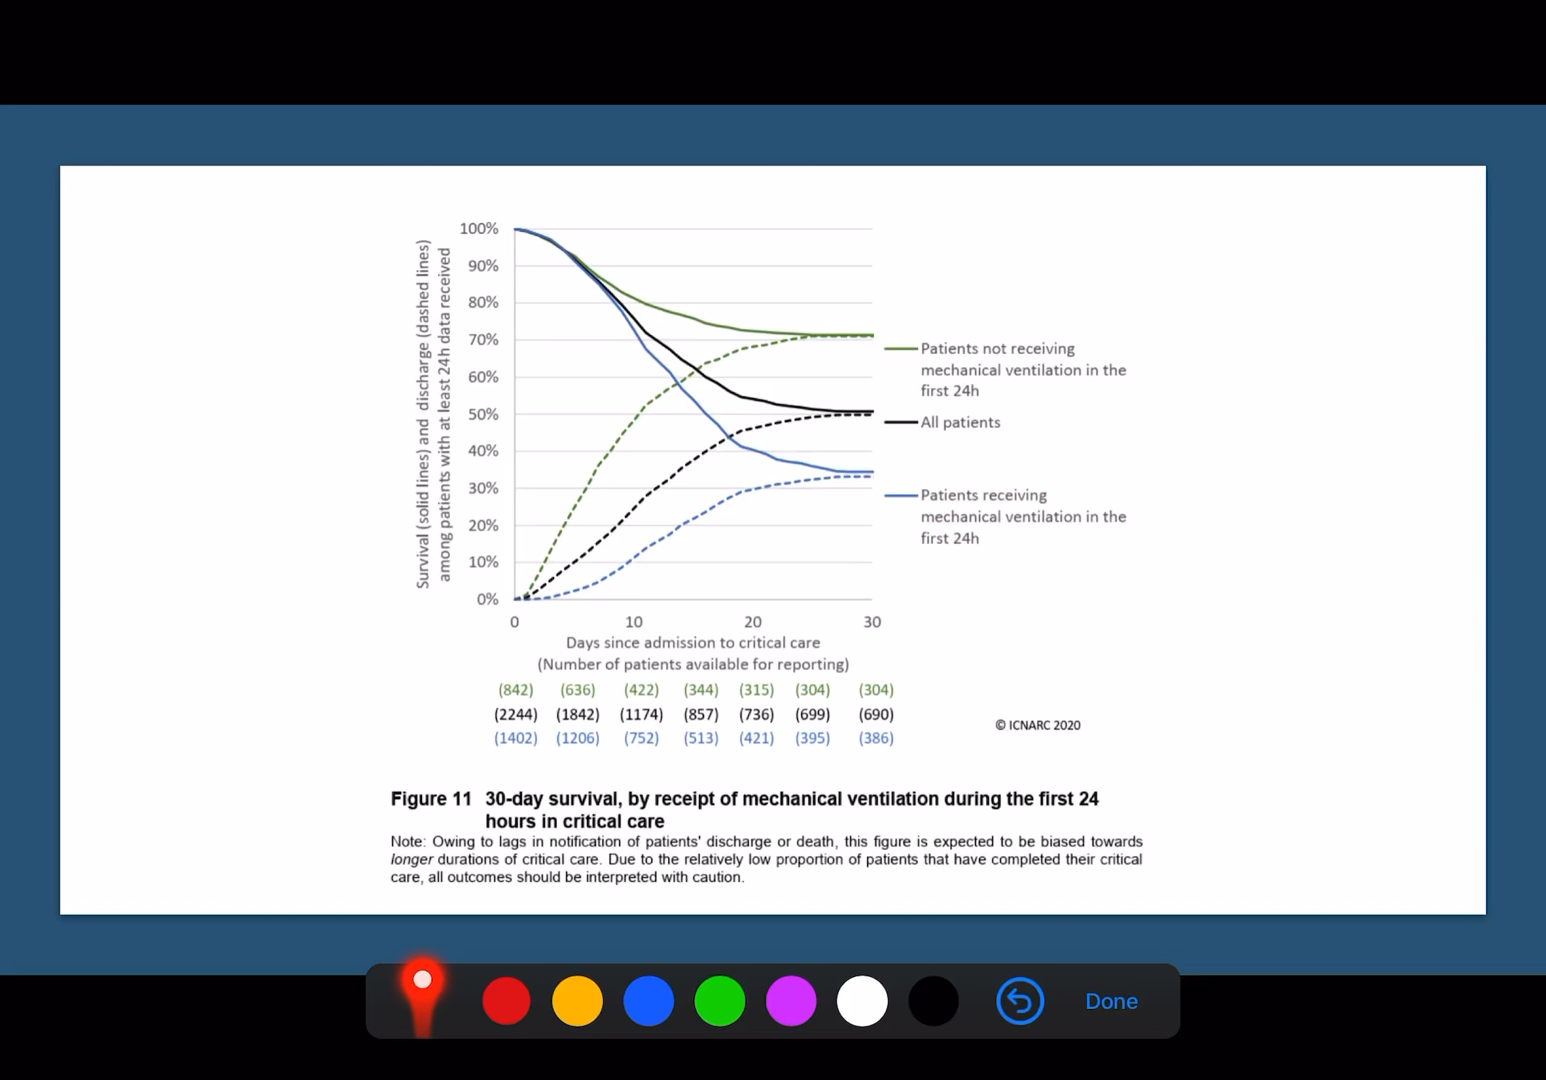 Survival (solid lines) and discharge (dashed lines)
among patients with at least 24h data received
100%
90%
80%
70%
60%
50%
40%
30%
20%
10%
0%
0 10 20 30
Days since admission to critical care
(Number of patients available for reporting)
(842) (636) (422) (344) (315) (304) (304)
(2244) (1842) (1174) (857) (736) (699) (690)
(1402) (1206) (752) (513) (421) (395) (386)
Patients not receiving
mechanical ventilation in the
first 24h
All patients
Patients receiving
mechanical ventilation in the
first 24h
© ICNARC 2020
Figure 11 30-day survival, by receipt of mechanical ventilation during the first 24
hours in critical care
Note: Owing to lags in notification of patients' discharge or death, this figure is expected to be biased towards
longer durations of critical care. Due to the relatively low proportion of patients that have completed their critical
care, all outcomes should be interpreted with caution.
Done